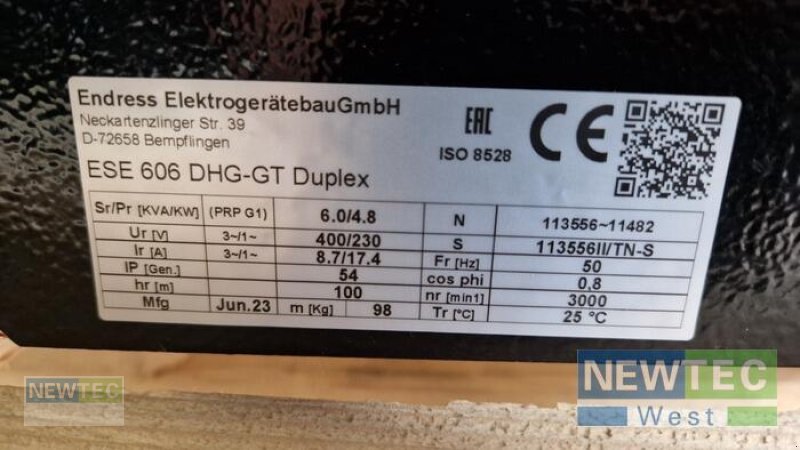 Endress ElektrogerätebauGmbH
Neckartenzlinger Str. 39
D-72658 Bempflingen
EAC
CE
ISO 8528
ESE 606 DHG-GT Duplex
Sr/Pr [KVA/KW] (PRP G1) 6.0/4.8 N 113556~11482
Ur [V] 3~/1~ 400/230 S 113556II/TN-S
Ir [A] 3~/1~ 8.7/17.4 Fr [Hz] 50
IP [Gen.] 54 cos phi 0,8
hr [m] 100 nr [min1] 3000
Mfg Jun.23 m [Kg] 98 Tr [°C] 25 °C
NEWTEC
West
NEWTEC
West